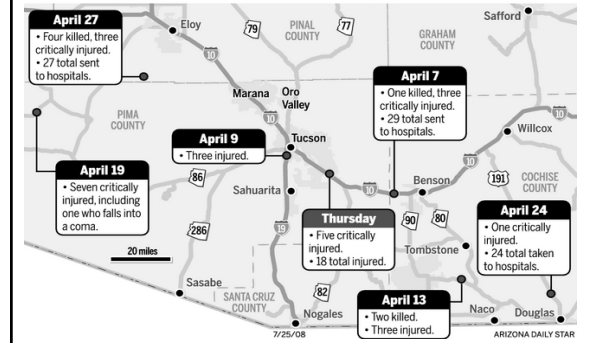 April 27
• Four killed, three
critically injured.
• 27 total sent
to hospitals.
Eloy
10
79
PINAL
COUNTY
77
GRAHAM
COUNTY
Safford
April 7
• One killed, three
critically injured.
• 29 total sent
to hospitals.
Marana
Oro
Valley
10
PIMA
COUNTY
April 9
• Three injured.
Tucson
10
Willcox
10
April 19
• Seven critically
injured, including
one who falls into
a coma.
86
Sahuarita
10
Benson
191
COCHISE
COUNTY
286
19
Thursday
• Five critically
injured.
• 18 total injured.
90
80
Tombstone
April 24
• One critically
injured.
• 24 total taken
to hospitals.
20 miles
Sasabe
SANTA CRUZ
COUNTY
82
Nogales
April 13
• Two killed.
• Three injured.
Naco
Douglas
7/25/08
ARIZONA DAILY STAR